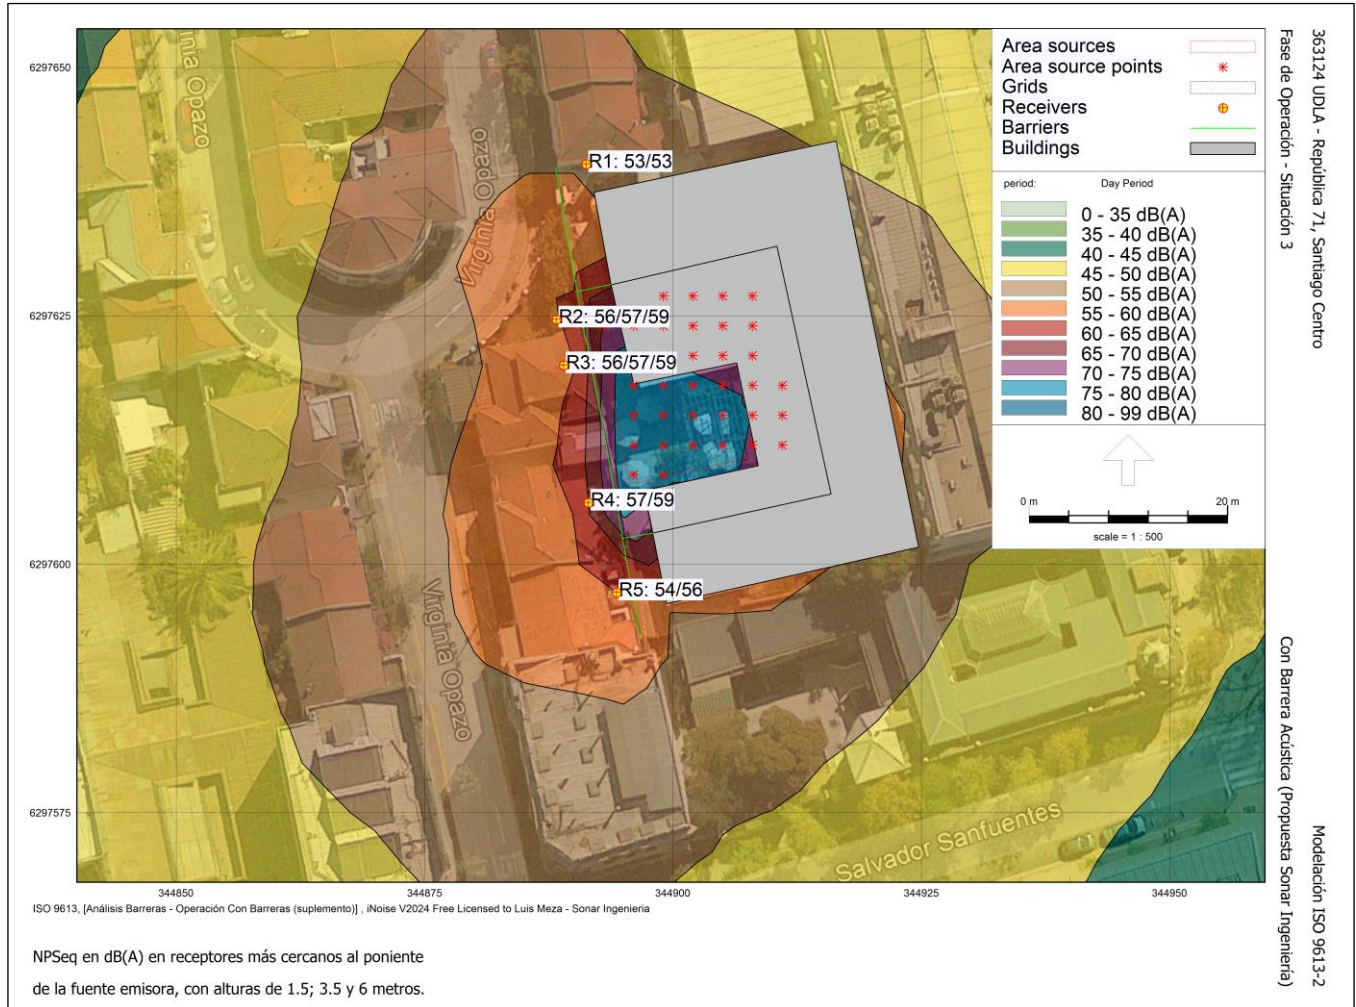 Area sources
Area source points
Grids
Receivers
Barriers
Buildings
period: Day Period
0 - 35 dB(A)
35 - 40 dB(A)
40 - 45 dB(A)
45 - 50 dB(A)
50 - 55 dB(A)
55 - 60 dB(A)
60 - 65 dB(A)
65 - 70 dB(A)
70 - 75 dB(A)
75 - 80 dB(A)
80 - 99 dB(A)
0 m 20 m
scale = 1 : 500
363124 UDLA - República 71, Santiago Centro
Fase de Operación - Situación 3
Modelación ISO 9613-2
Con Barrera Acústica (Propuesta Sonar Ingeniería)
6297650
6297625
6297600
6297575
nia Opazo
Virginia Opazo
Virginia Opazo
Salvador Sanfuentes
R1: 53/53
R2: 56/57/59
R3: 56/57/59
R4: 57/59
R5: 54/56
344850 344875 344900 344925 344950
ISO 9613, [Análisis Barreras - Operación Con Barreras (suplemento)] , iNoise V2024 Free Licensed to Luis Meza - Sonar Ingenieria
NPSeq en dB(A) en receptores más cercanos al poniente
de la fuente emisora, con alturas de 1.5; 3.5 y 6 metros.